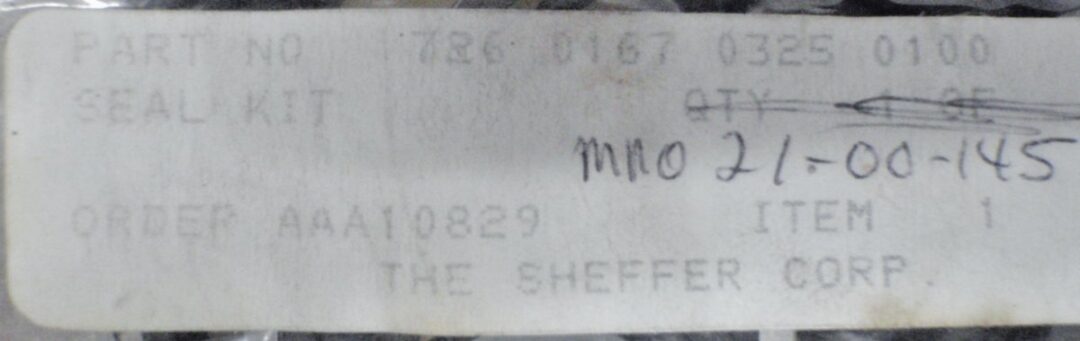 PART NO 786 0167 0325 0100
SEAL KIT QTY 1 OE
mno 21-00-145
ORDER AAA10829 ITEM 1
THE SHEFFER CORP.